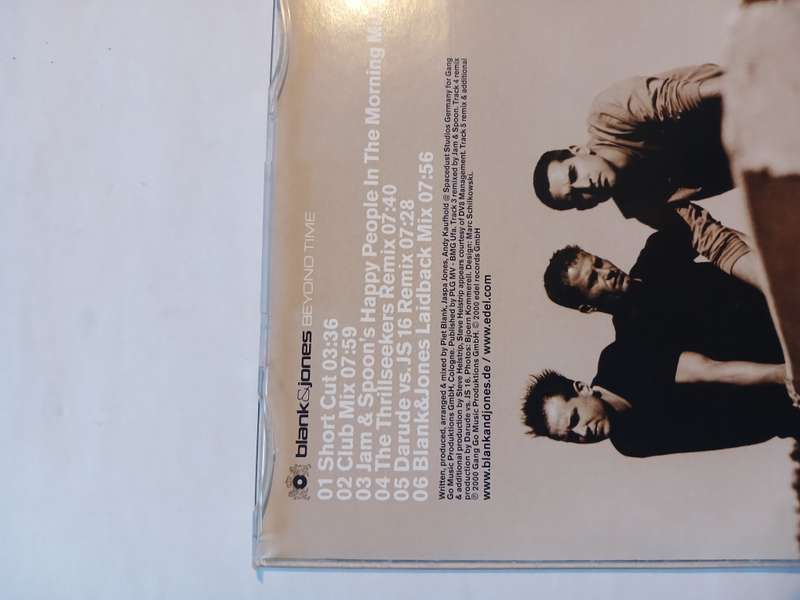 blank&jones BEYOND TIME
01 Short Cut 03:36
02 Club Mix 07:59
03 Jam & Spoon's Happy People In The Morning M
04 The Thrillseekers Remix 07:40
05 Darude vs. JS 16 Remix 07:28
06 Blank&Jones Laidback Mix 07:56
Written, produced, arranged & mixed by Piet Blank, Jaspa Jones, Andy Kaufhold @ Spacedust Studios Germany for Gang
Go Music Produktions GmbH, Cologne. Published by PLG MV · BMG Ufa. Track 3 remixed by Jam & Spoon. Track 4 remix
& additional production by Steve Helstrip, Steve Helstrip appears courtesy of DV8 Management. Track 5 remix & additional
production by Darude vs. JS 16. Photos: Bjoern Kommerell. Design: Marc Schilkowski.
℗ 2000 Gang Go Music Produktions GmbH. © 2000 edel records GmbH
www.blankandjones.de / www.edel.com